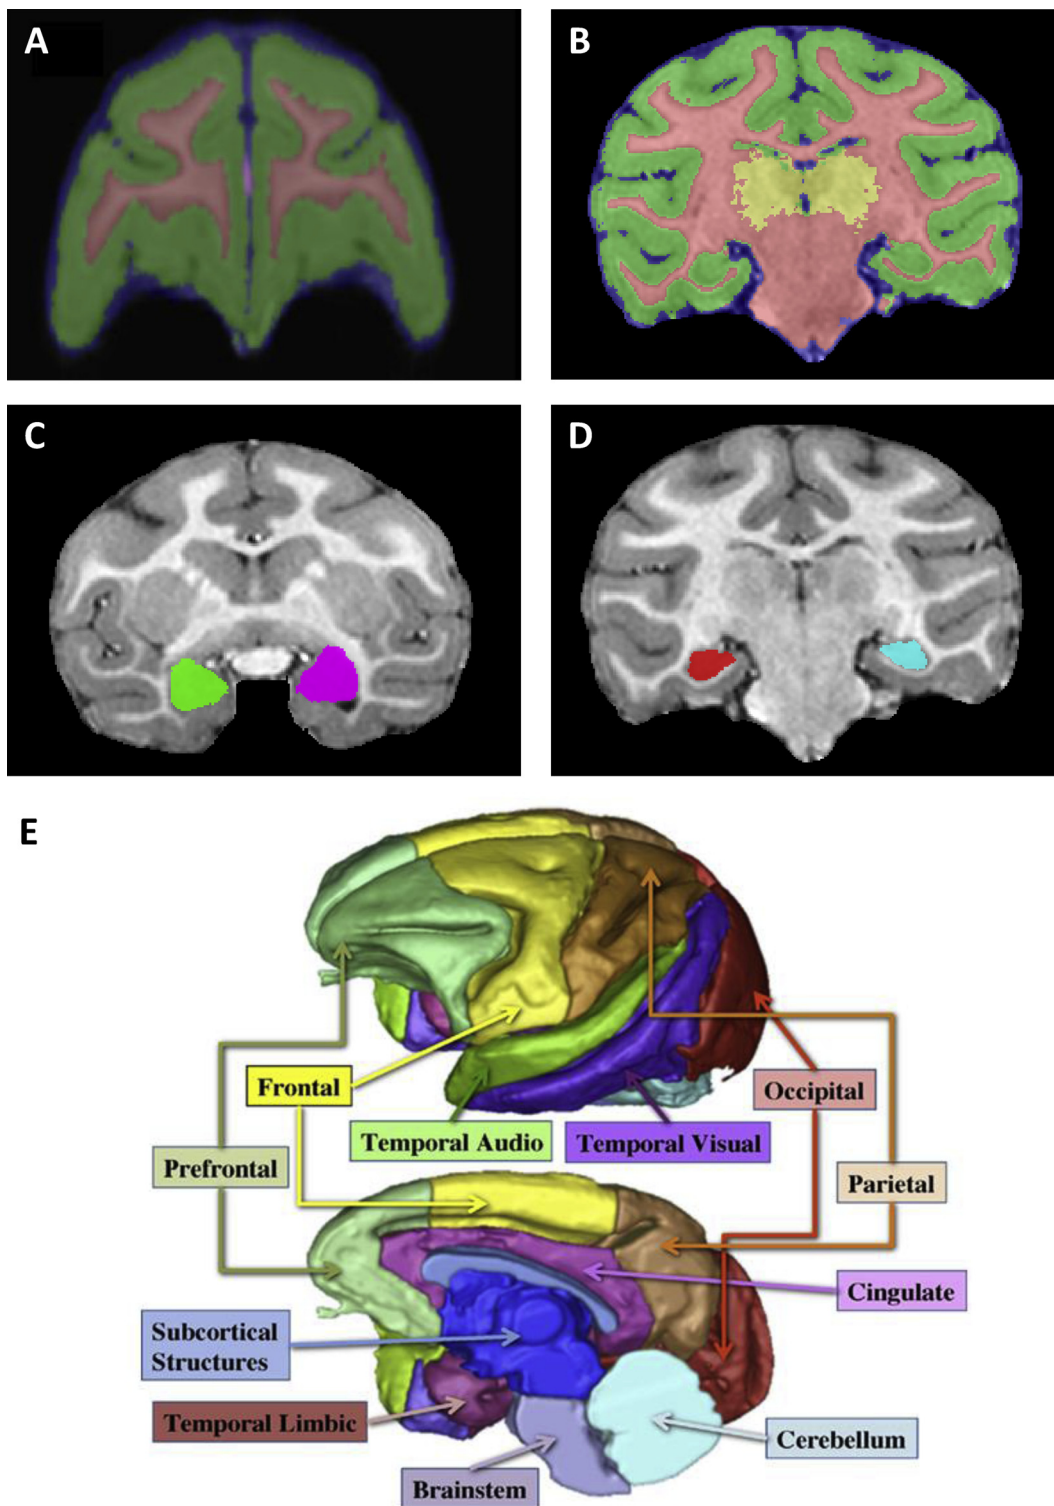 A
B
C
D
E
Frontal
Occipital
Temporal Audio
Temporal Visual
Prefrontal
Parietal
Cingulate
Subcortical
Structures
Temporal Limbic
Cerebellum
Brainstem